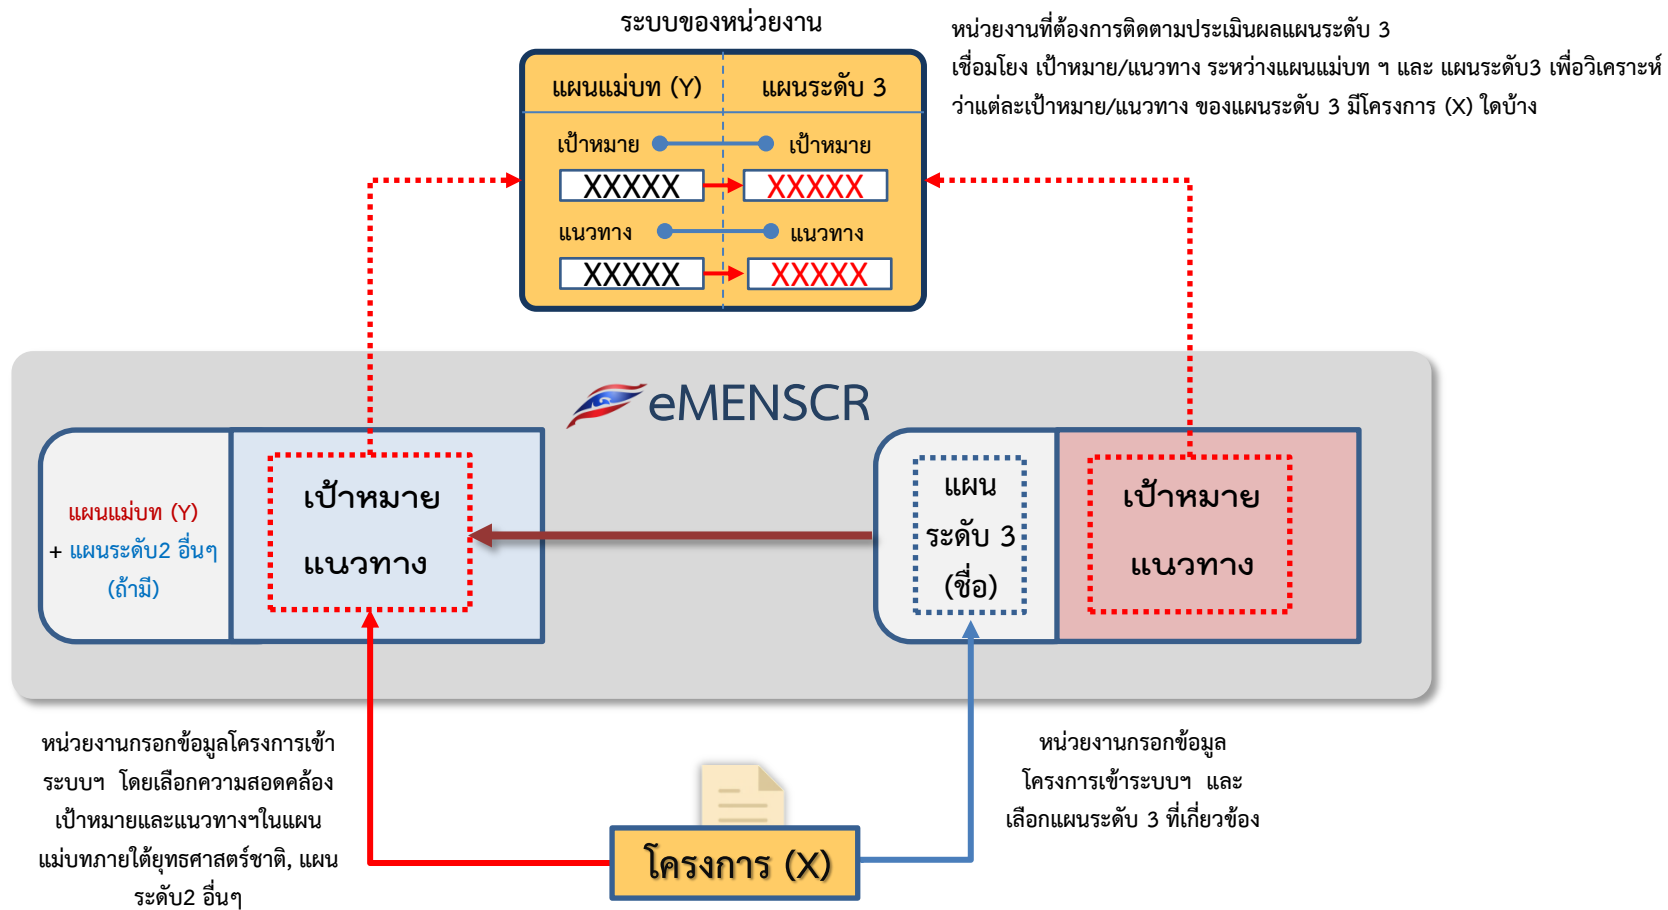 ระบบของหน่วยงาน
หน่วยงานที่ต้องการติดตามประเมินผลแผนระดับ 3
เชื่อมโยง เป้าหมาย/แนวทาง ระหว่างแผนแม่บท ฯ และ แผนระดับ3 เพื่อวิเคราะห์
ว่าแต่ละเป้าหมาย/แนวทาง ของแผนระดับ 3 มีโครงการ (X) ใดบ้าง
แผนแม่บท (Y) แผนระดับ 3
เป้าหมาย เป้าหมาย
XXXXX XXXXX
แนวทาง แนวทาง
XXXXX XXXXX
eMENSCR
แผนแม่บท (Y)
+ แผนระดับ2 อื่นๆ
(ถ้ามี)
เป้าหมาย
แนวทาง
แผน
ระดับ 3
(ชื่อ)
เป้าหมาย
แนวทาง
หน่วยงานกรอกข้อมูลโครงการเข้า
ระบบฯ โดยเลือกความสอดคล้อง
เป้าหมายและแนวทางฯในแผน
แม่บทภายใต้ยุทธศาสตร์ชาติ, แผน
ระดับ2 อื่นๆ
โครงการ (X)
หน่วยงานกรอกข้อมูล
โครงการเข้าระบบฯ และ
เลือกแผนระดับ 3 ที่เกี่ยวข้อง